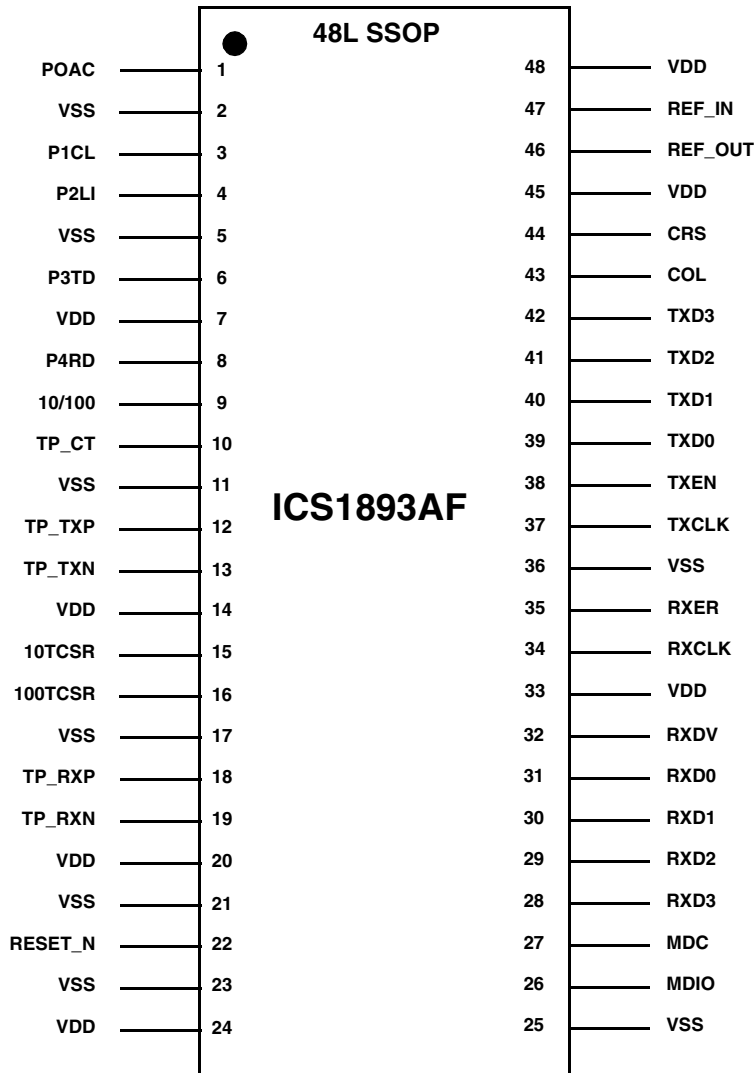 48L SSOP
POAC 1 48 VDD
VSS 2 47 REF_IN
P1CL 3 46 REF_OUT
P2LI 4 45 VDD
VSS 5 44 CRS
P3TD 6 43 COL
VDD 7 42 TXD3
P4RD 8 41 TXD2
10/100 9 40 TXD1
TP_CT 10 39 TXD0
VSS 11 38 TXEN
ICS1893AF
TP_TXP 12 37 TXCLK
TP_TXN 13 36 VSS
VDD 14 35 RXER
10TCSR 15 34 RXCLK
100TCSR 16 33 VDD
VSS 17 32 RXDV
TP_RXP 18 31 RXD0
TP_RXN 19 30 RXD1
VDD 20 29 RXD2
VSS 21 28 RXD3
RESET_N 22 27 MDC
VSS 23 26 MDIO
VDD 24 25 VSS